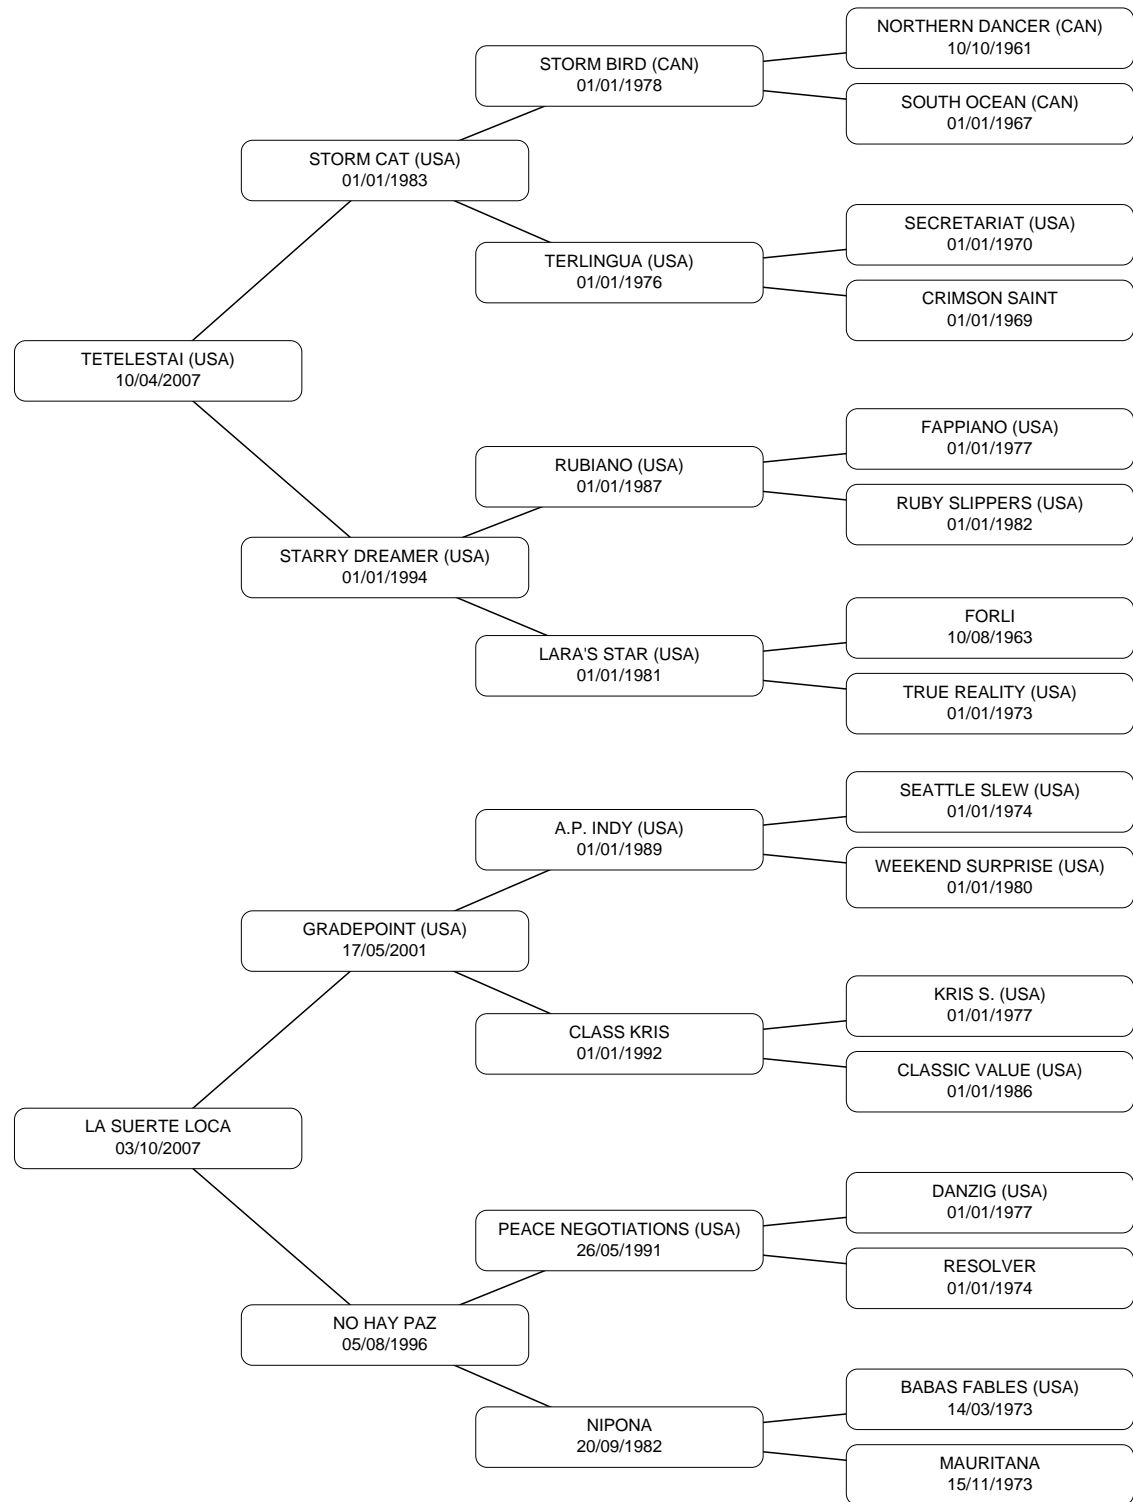 NORTHERN DANCER (CAN)
10/10/1961
STORM BIRD (CAN)
01/01/1978
SOUTH OCEAN (CAN)
01/01/1967
STORM CAT (USA)
01/01/1983
SECRETARIAT (USA)
01/01/1970
TERLINGUA (USA)
01/01/1976
CRIMSON SAINT
01/01/1969
TETELESTAI (USA)
10/04/2007
FAPPIANO (USA)
01/01/1977
RUBIANO (USA)
01/01/1987
RUBY SLIPPERS (USA)
01/01/1982
STARRY DREAMER (USA)
01/01/1994
FORLI
10/08/1963
LARA'S STAR (USA)
01/01/1981
TRUE REALITY (USA)
01/01/1973
SEATTLE SLEW (USA)
01/01/1974
A.P. INDY (USA)
01/01/1989
WEEKEND SURPRISE (USA)
01/01/1980
GRADEPOINT (USA)
17/05/2001
KRIS S. (USA)
01/01/1977
CLASS KRIS
01/01/1992
CLASSIC VALUE (USA)
01/01/1986
LA SUERTE LOCA
03/10/2007
DANZIG (USA)
01/01/1977
PEACE NEGOTIATIONS (USA)
26/05/1991
RESOLVER
01/01/1974
NO HAY PAZ
05/08/1996
BABAS FABLES (USA)
14/03/1973
NIPONA
20/09/1982
MAURITANA
15/11/1973